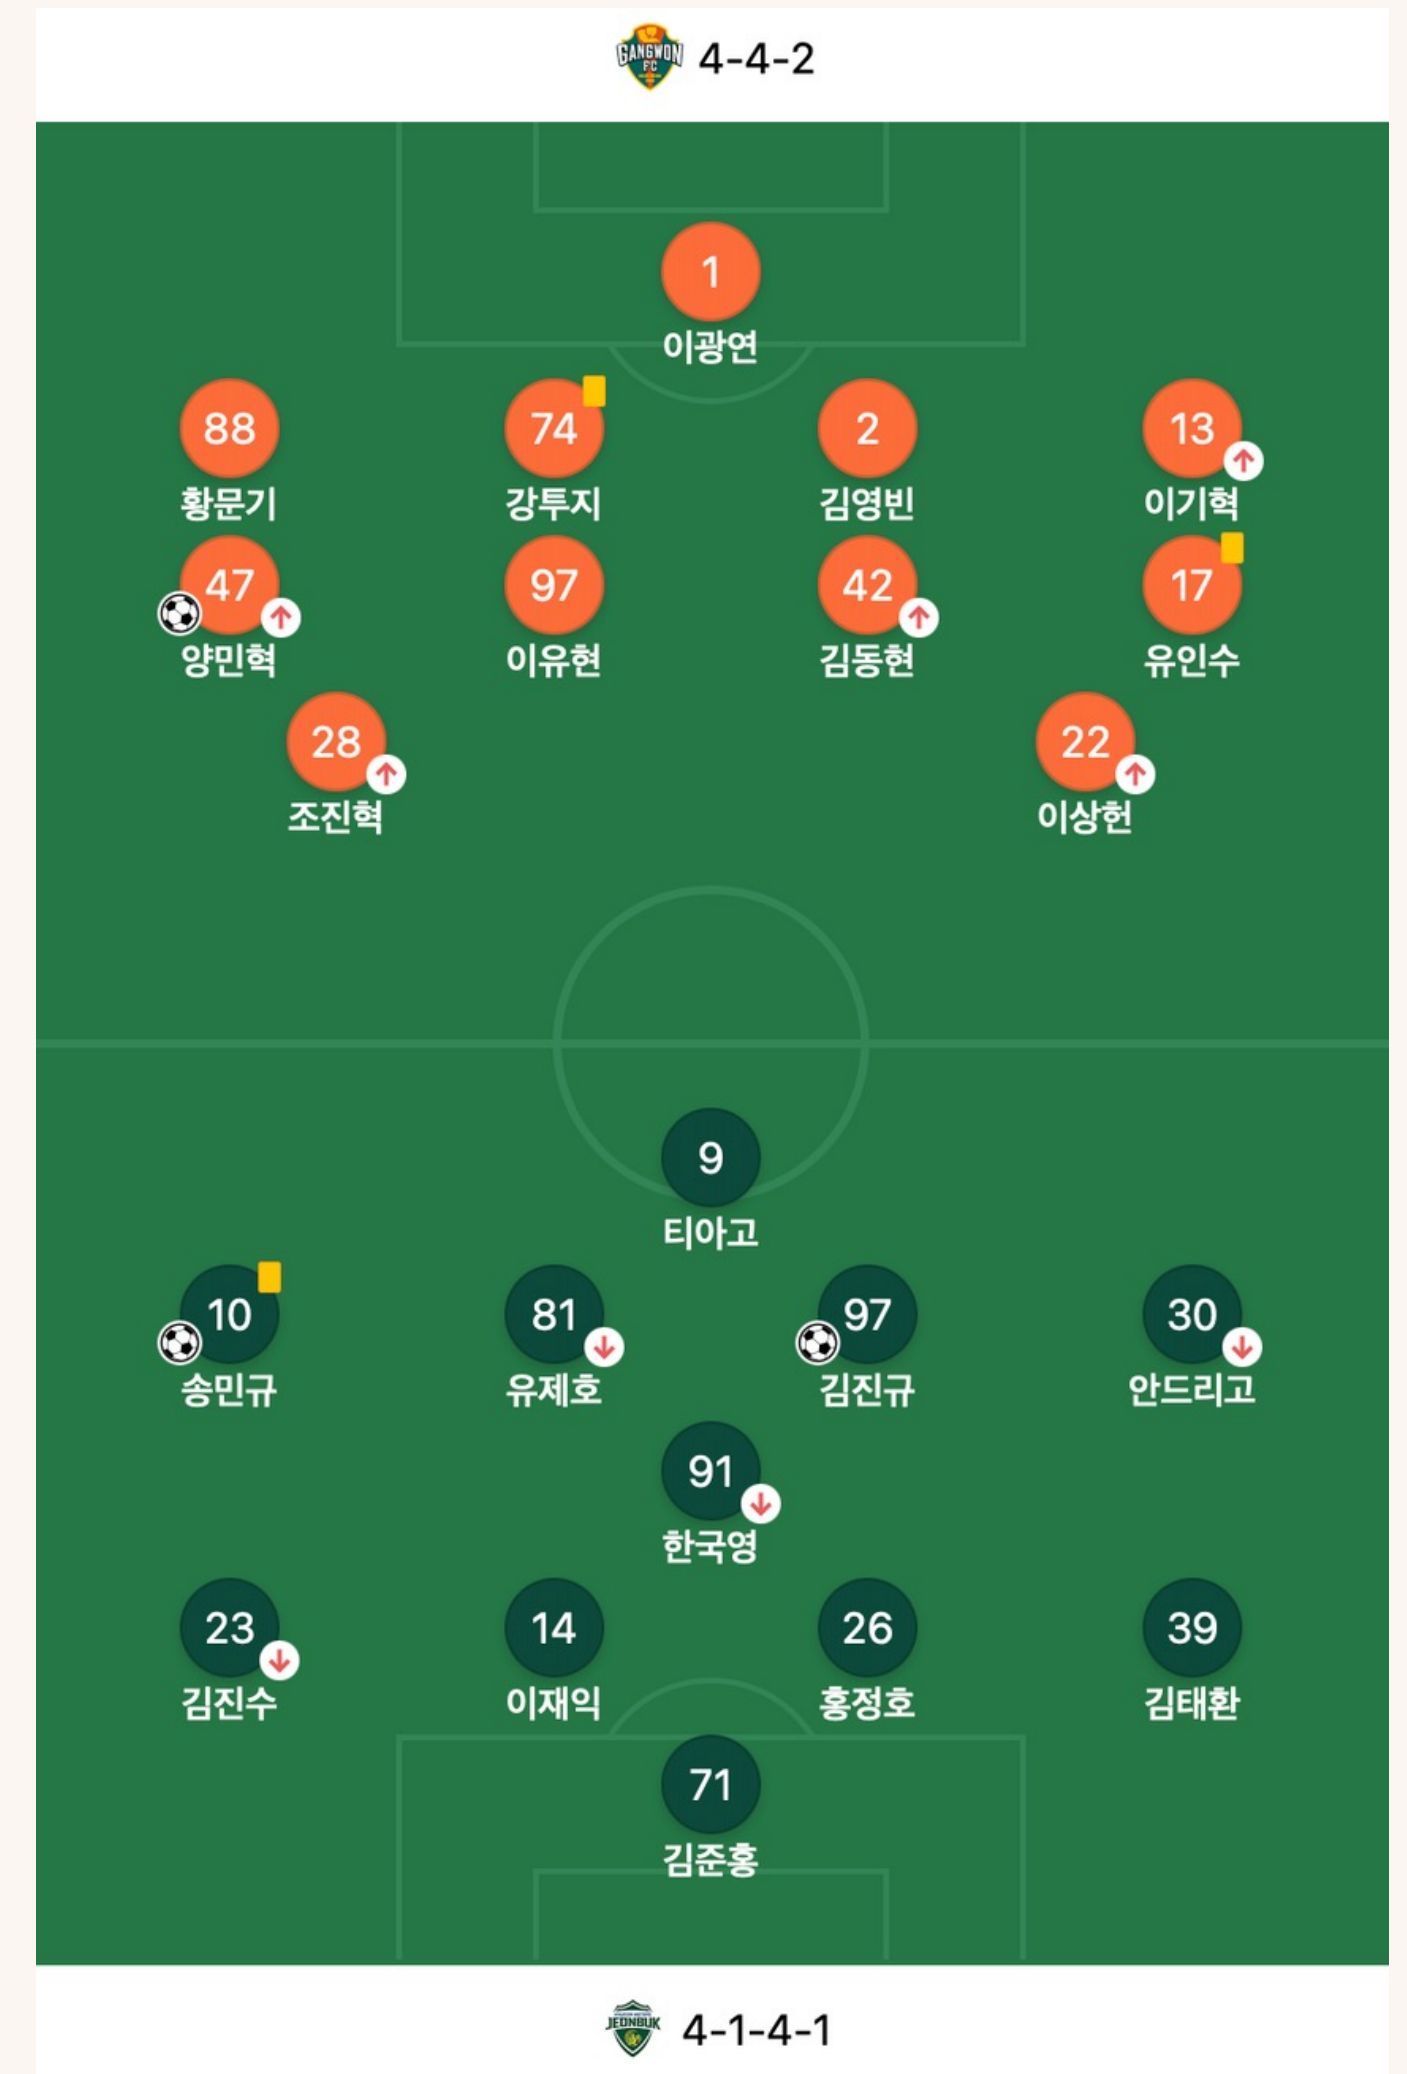 GANGWON
FC
4-4-2
1
이광연
88 74 2 13
황문기 강투지 김영빈 이기혁
47 97 42 17
양민혁 이유현 김동현 유인수
28 22
조진혁 이상헌
9
티아고
10 81 97 30
송민규 유제호 김진규 안드리고
91
한국영
23 14 26 39
김진수 이재익 홍정호 김태환
71
김준홍
JEONBUK
4-1-4-1